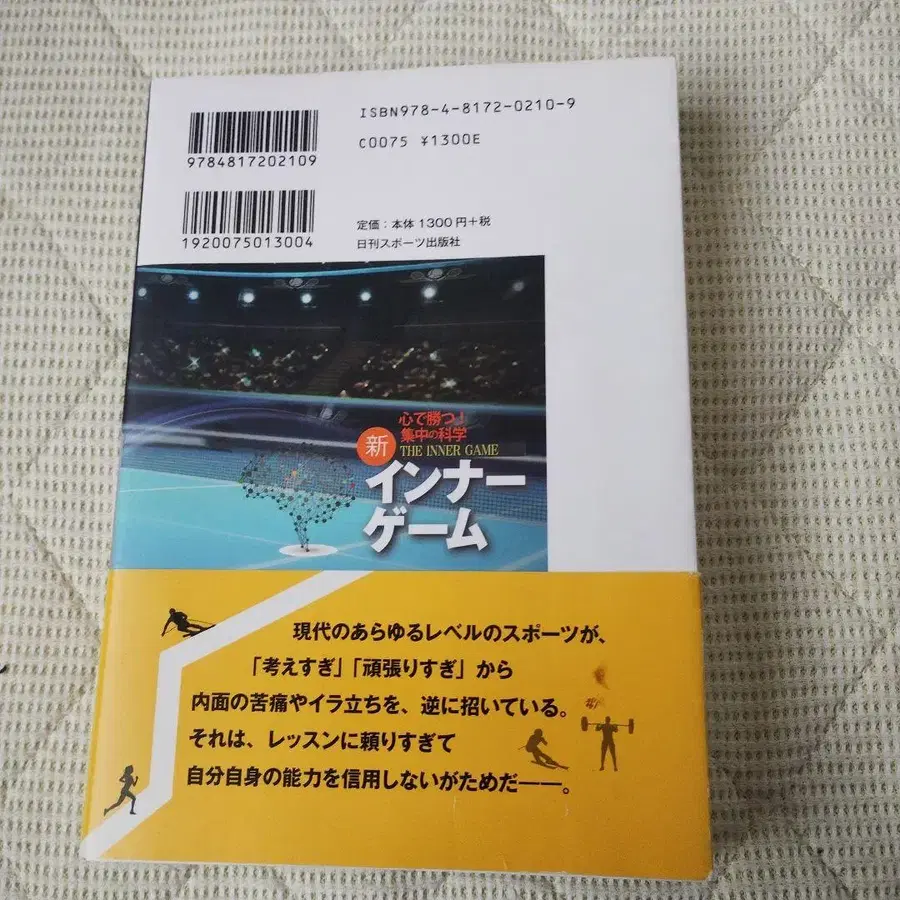 ISBN978-4-8172-0210-9
9784817202109
C0075 ¥1300E
1920075013004
定価：本体1300円+税
日刊スポーツ出版社
心で勝つ！
集中の科学
新
THE INNER GAME
インナー
ゲーム
現代のあらゆるレベルのスポーツが、
「考えすぎ」「頑張りすぎ」から
内面の苦痛やイラ立ちを、逆に招いている。
それは、レッスンに頼りすぎて
自分自身の能力を信用しないがためだ――。